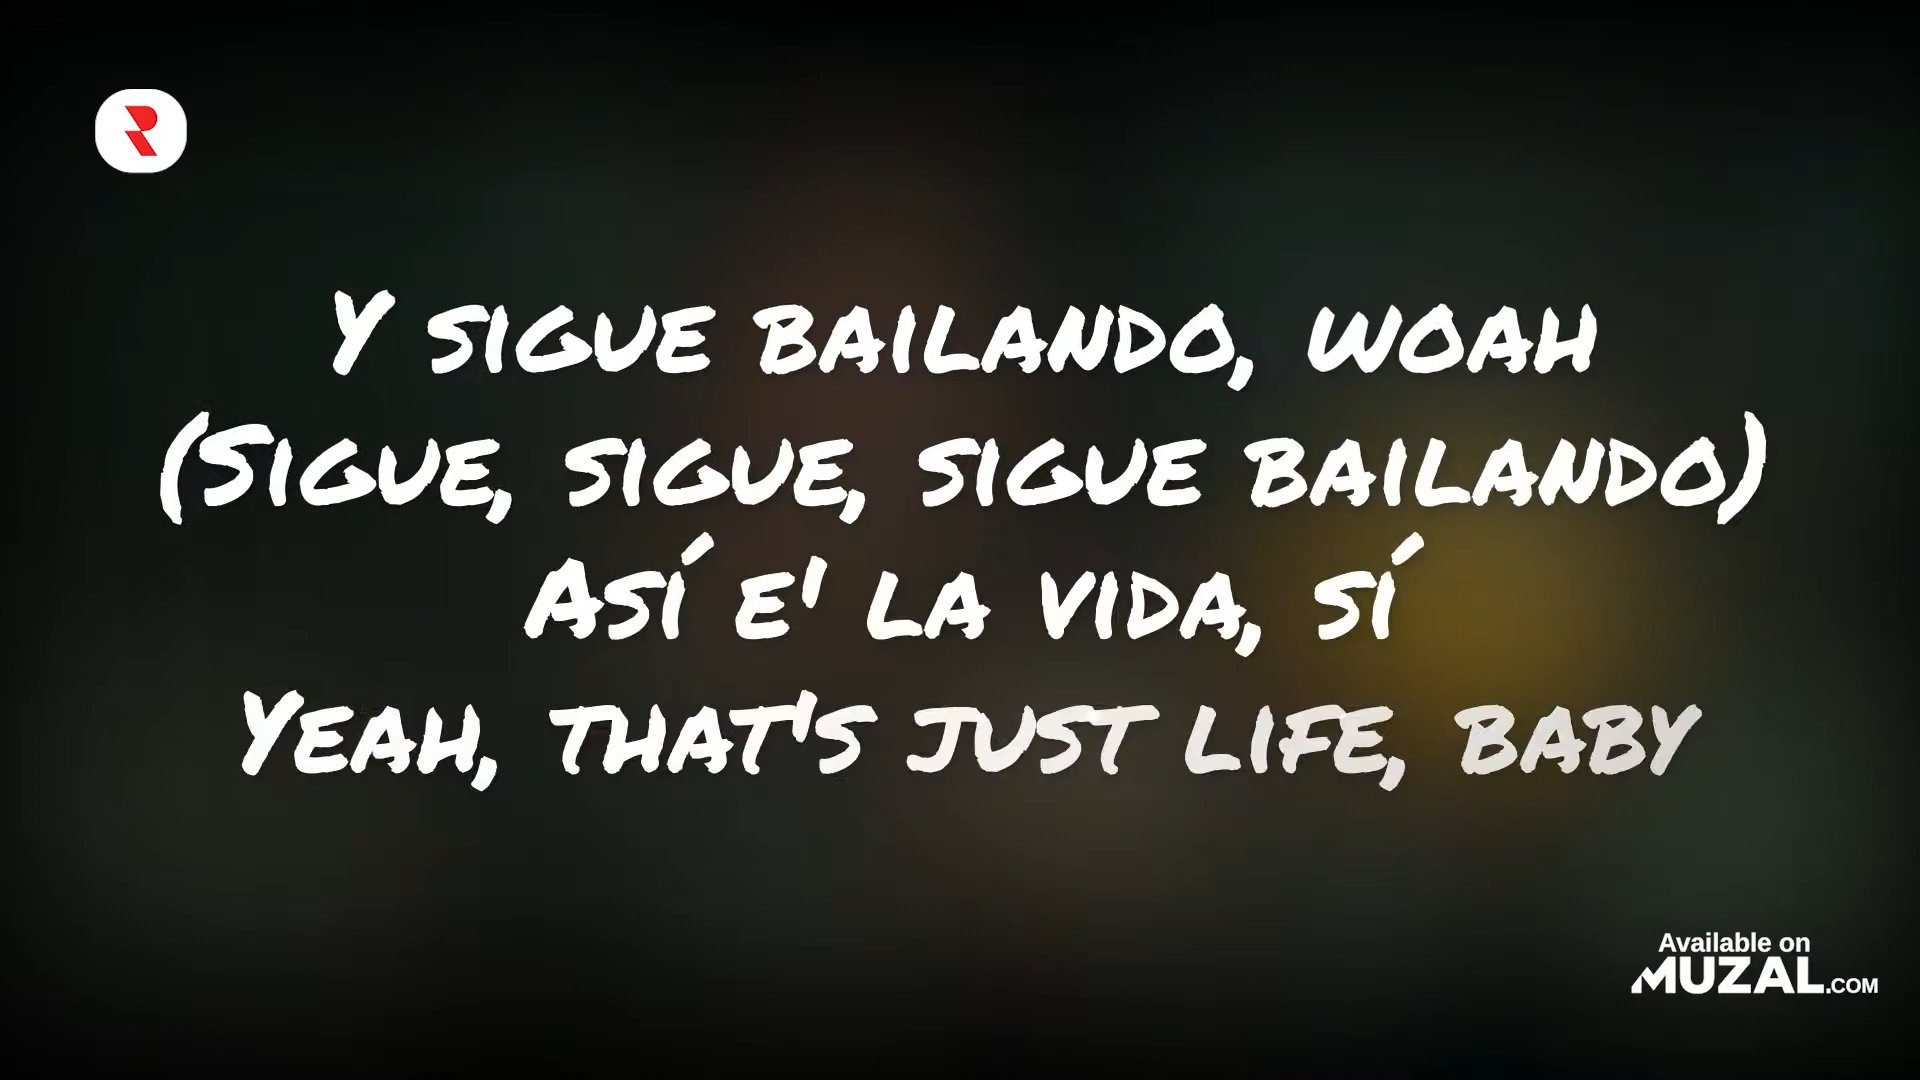 Y sigue bailando, woah
(Sigue, sigue, sigue bailando)
Así e' la vida, sí
Yeah, that's just life, baby
Available on
MUZAL.COM